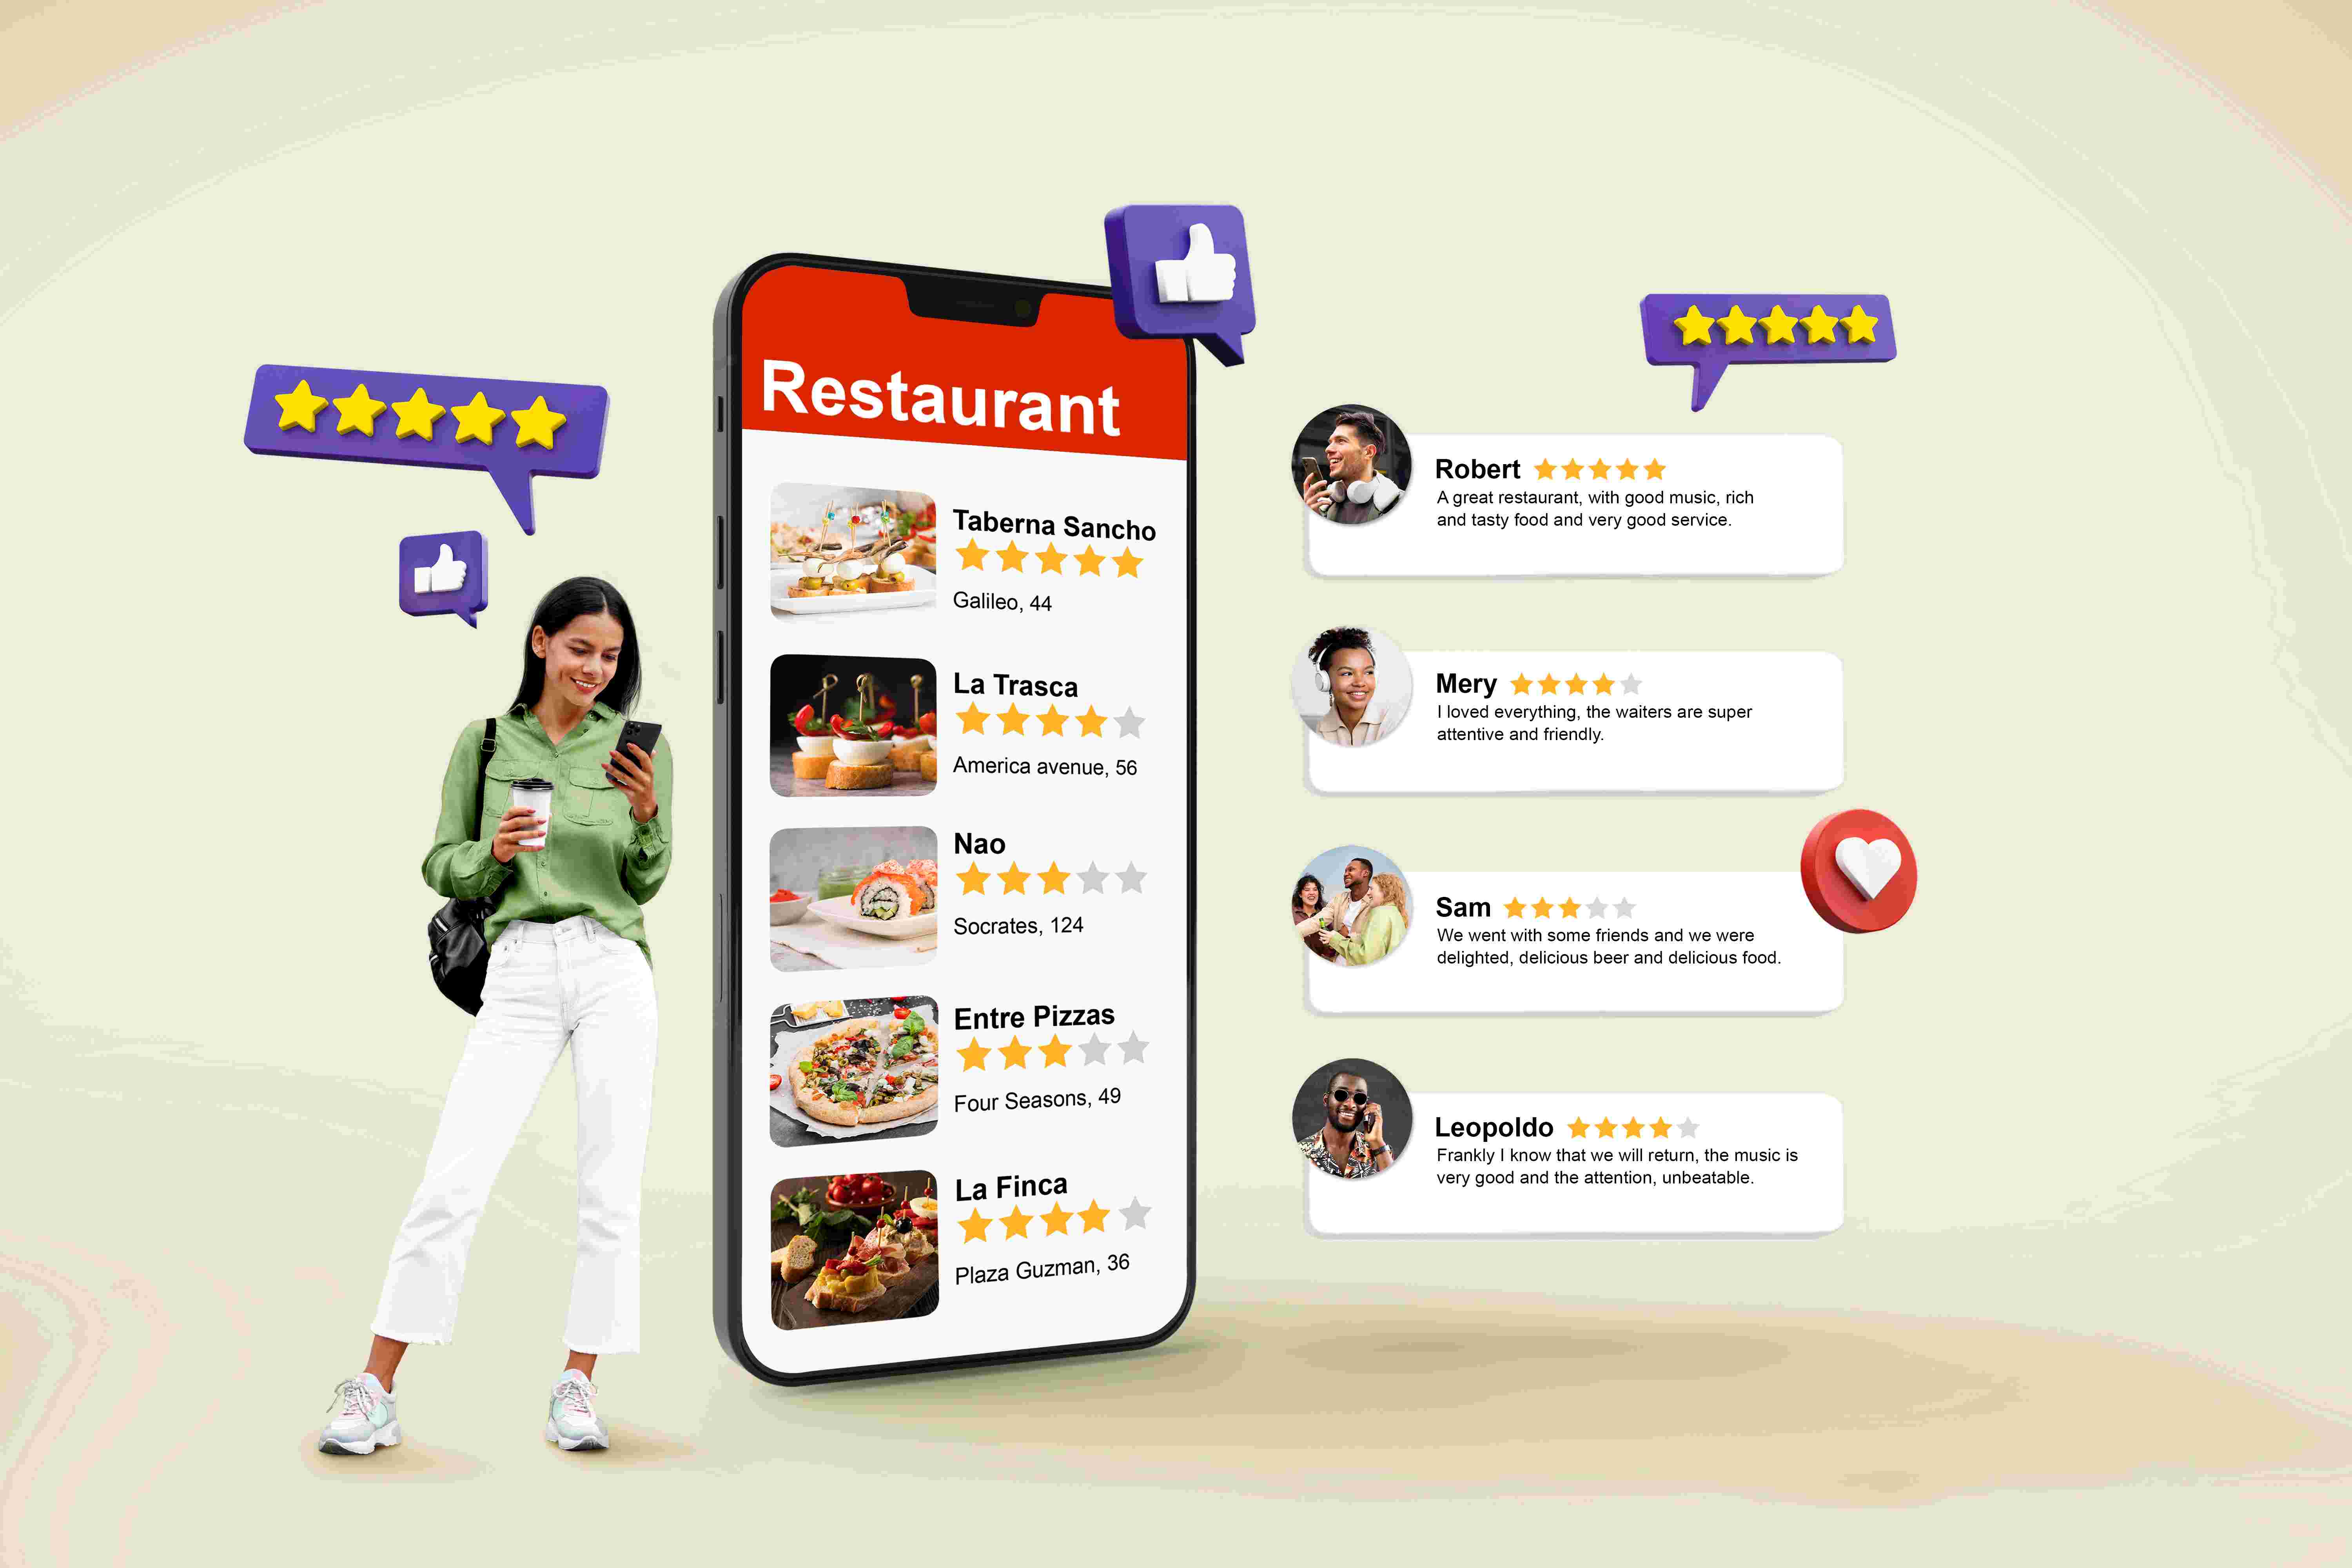 Restaurant
Taberna Sancho
Galileo, 44
La Trasca
America avenue, 56
Nao
Socrates, 124
Entre Pizzas
Four Seasons, 49
La Finca
Plaza Guzman, 36
Robert
A great restaurant, with good music, rich
and tasty food and very good service.
Mery
I loved everything, the waiters are super
attentive and friendly.
Sam
We went with some friends and we were
delighted, delicious beer and delicious food.
Leopoldo
Frankly I know that we will return, the music is
very good and the attention, unbeatable.